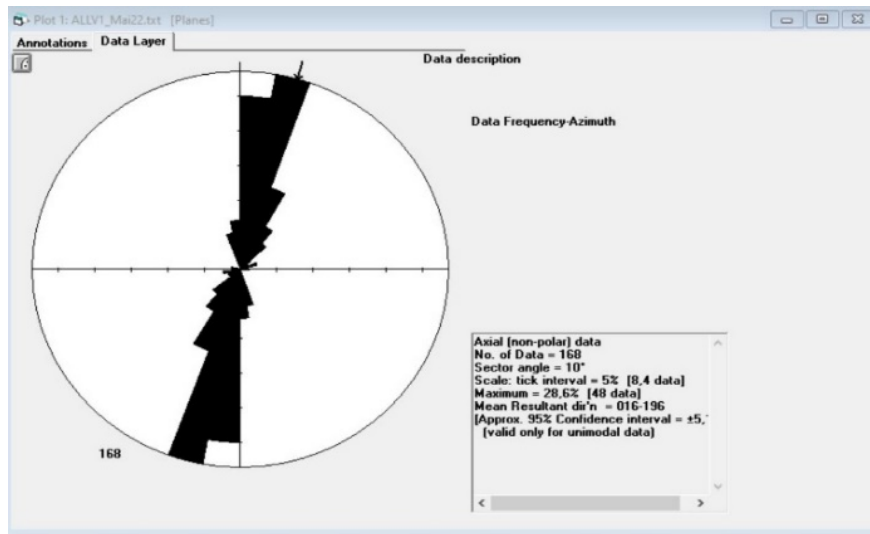 Plot 1: ALLV1_Mai22.txt [Planes]
Annotations Data Layer
Data description
Data Frequency-Azimuth
Axial (non-polar) data
No. of Data = 168
Sector angle = 10°
Scale: tick interval = 5% [8,4 data]
Maximum = 28,6% [48 data]
Mean Resultant dir'n = 016-196
[Approx. 95% Confidence interval = ±5,
(valid only for unimodal data)
168